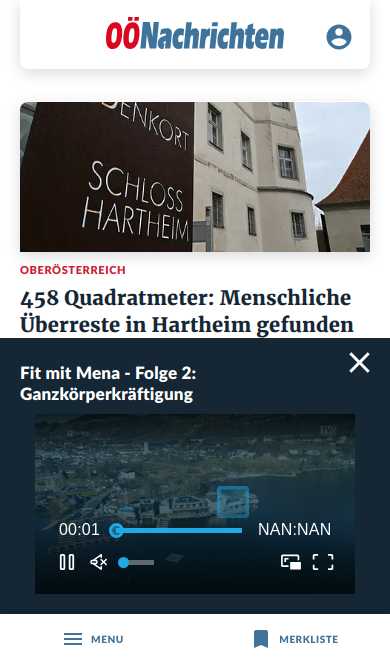 OÖNachrichten
DENKORT
SCHLOSS
HARTHEIM
OBERÖSTERREICH
458 Quadratmeter: Menschliche
Überreste in Hartheim gefunden
Fit mit Mena - Folge 2:
Ganzkörperkräftigung
00:01
NAN:NAN
MENU
MERKLISTE